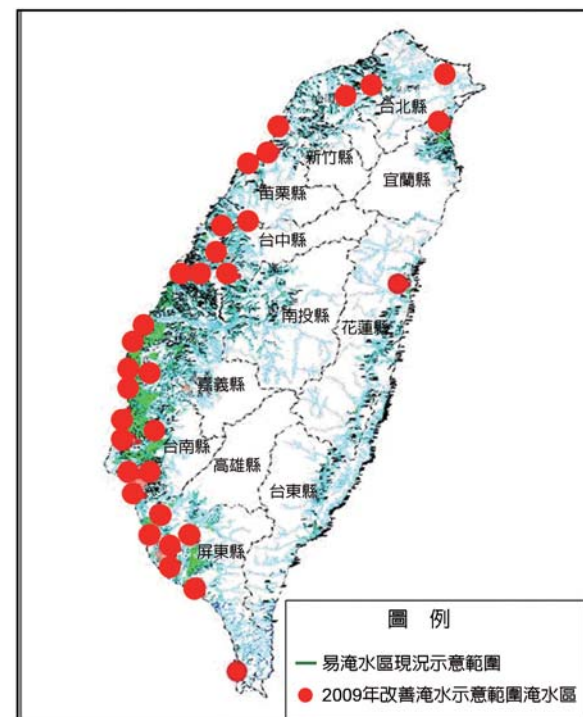 台北縣
新竹縣
宜蘭縣
苗栗縣
台中縣
南投縣
花蓮縣
嘉義縣
台南縣
高雄縣
台東縣
屏東縣
圖 例
易淹水區現況示意範圍
2009年改善淹水示意範圍淹水區